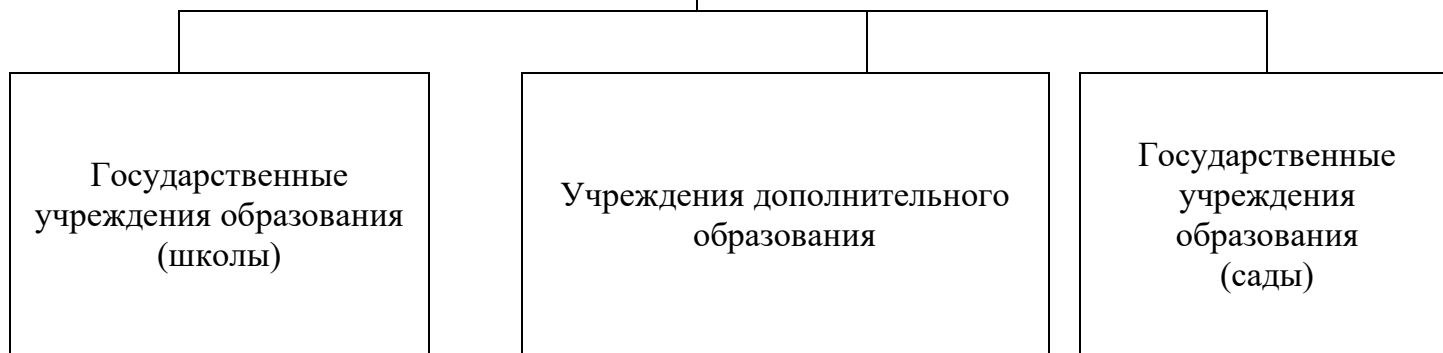 Государственные
учреждения образования
(школы)
Учреждения дополнительного
образования
Государственные
учреждения
образования
(сады)